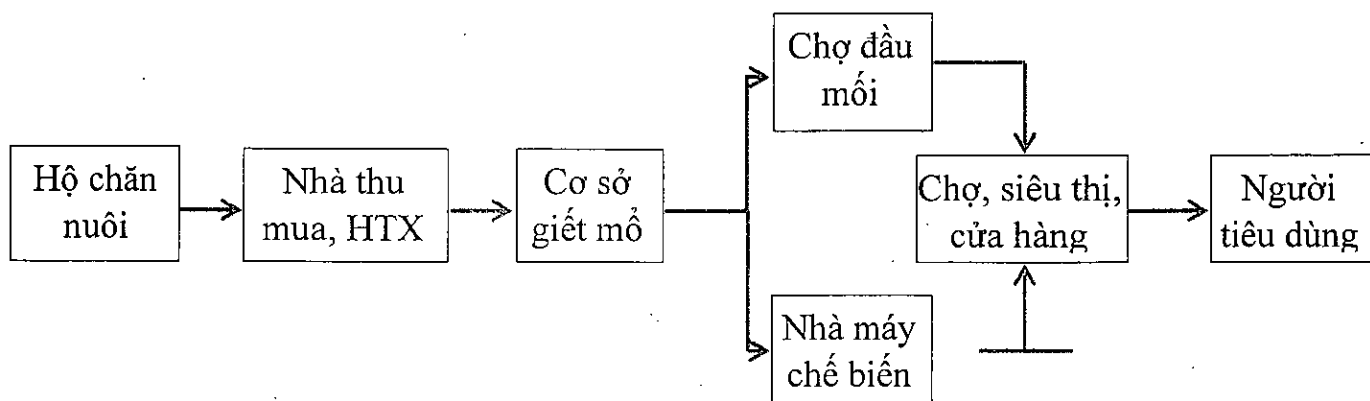 Hộ chăn
nuôi
Nhà thu
mua, HTX
Cơ sở
giết mổ
Chợ đầu
mối
Nhà máy
chế biến
Chợ, siêu thị,
cửa hàng
Người
tiêu dùng